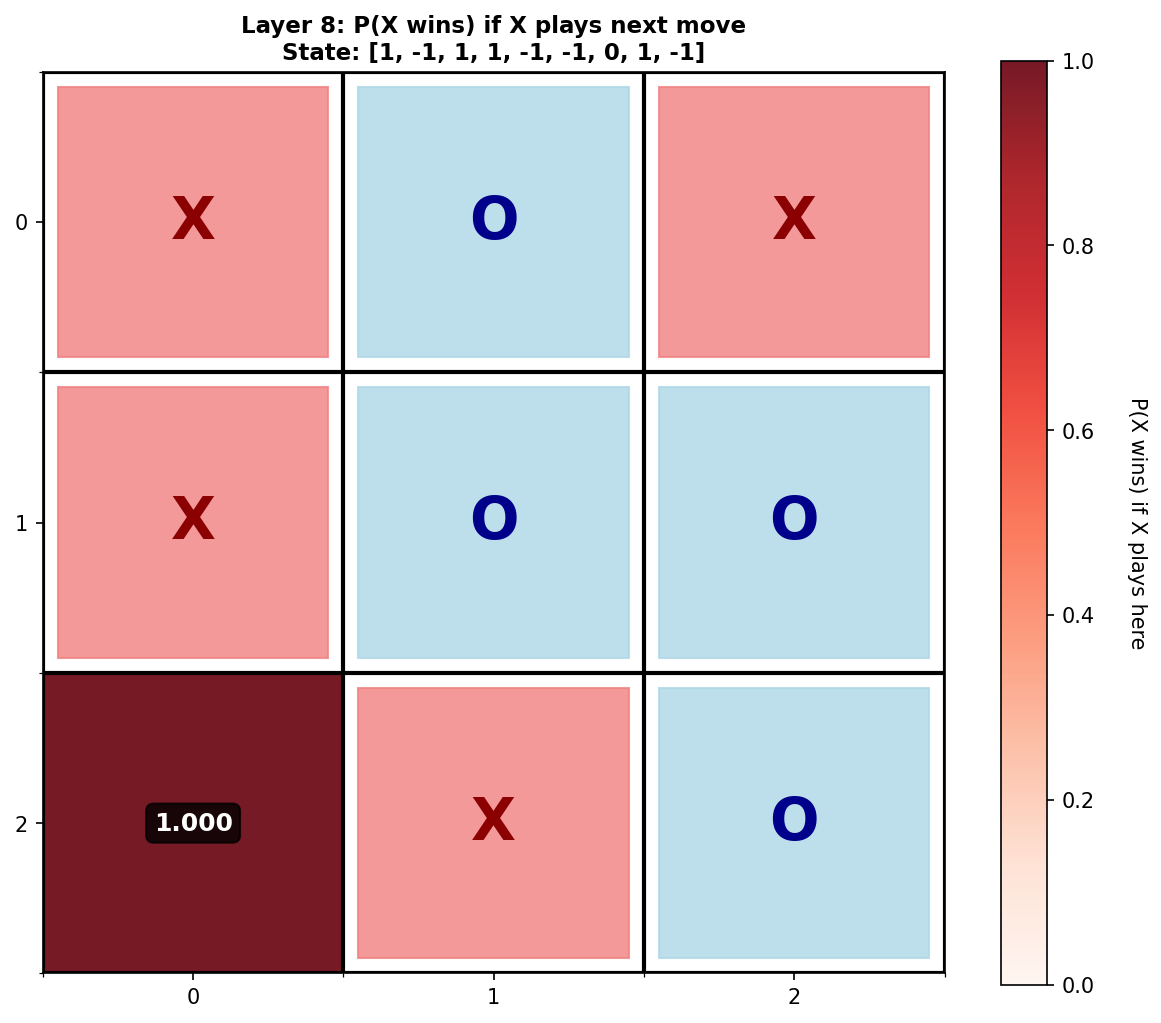 Layer 8: P(X wins) if X plays next move
State: [1, -1, 1, 1, -1, -1, 0, 1, -1]
X O X
X O O
1.000 X O
0
1
2
0 1 2
1.0
0.8
0.6
0.4
0.2
0.0
P(X wins) if X plays here